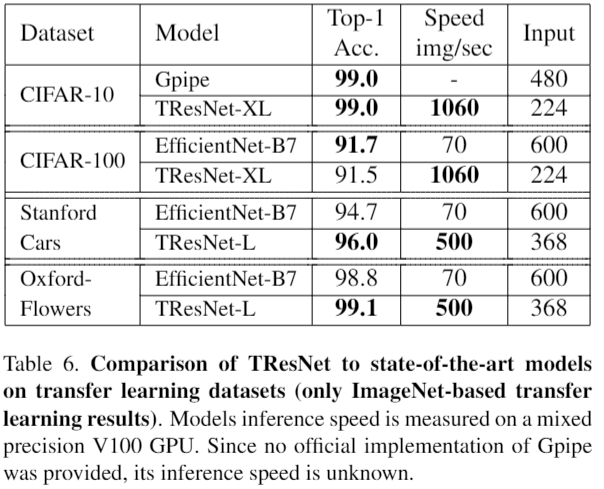 Dataset Model Top-1 Acc. Speed img/sec Input
CIFAR-10 Gpipe 99.0 - 480
TResNet-XL 99.0 1060 224
CIFAR-100 EfficientNet-B7 91.7 70 600
TResNet-XL 91.5 1060 224
Stanford Cars EfficientNet-B7 94.7 70 600
TResNet-L 96.0 500 368
Oxford-Flowers EfficientNet-B7 98.8 70 600
TResNet-L 99.1 500 368
Table 6. Comparison of TResNet to state-of-the-art models
on transfer learning datasets (only ImageNet-based transfer
learning results). Models inference speed is measured on a mixed
precision V100 GPU. Since no official implementation of Gpipe
was provided, its inference speed is unknown.